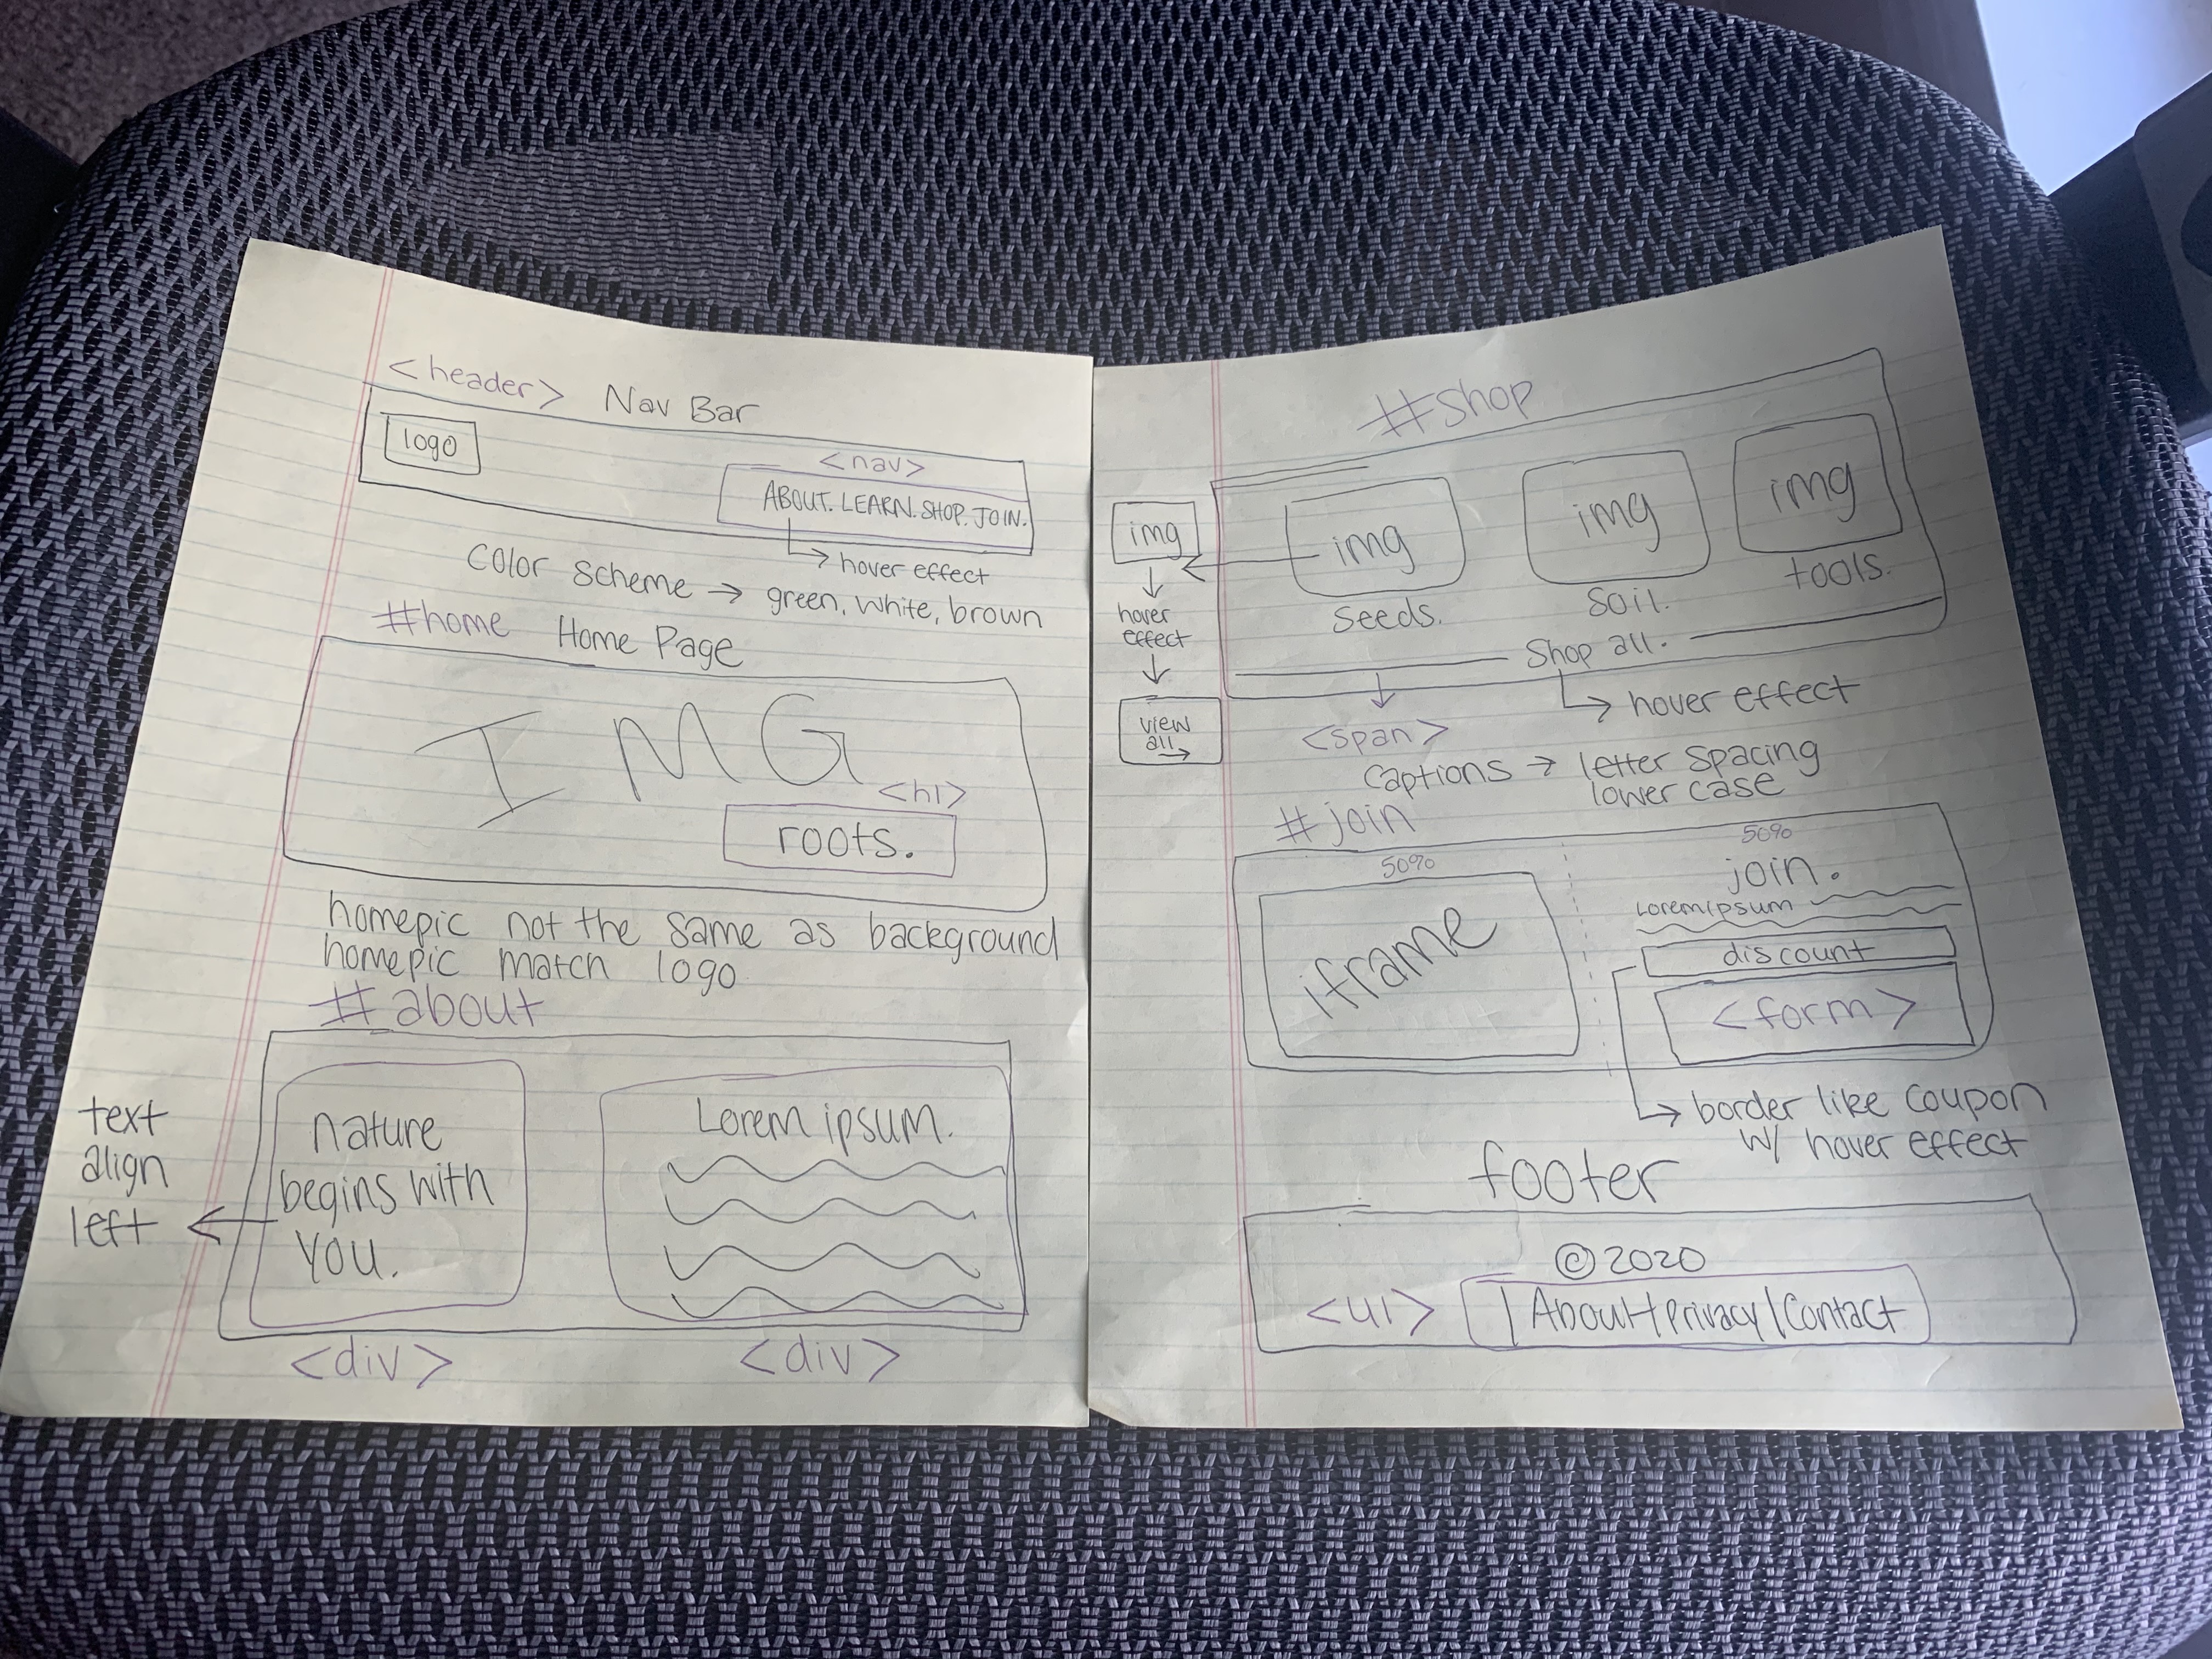 <header> Nav Bar
<nav>
logo
ABOUT. LEARN. SHOP. JOIN.
hover effect
Color Scheme → green, white, brown
#home Home Page
IMG
<h1>
roots.
homepic not the same as background
homepic match logo
#about
text
align
left
nature
begins with
you.
Lorem ipsum.
<div>
<div>
#shop
img
img
img
img
hover
effect
seeds.
soil.
tools.
view
all→
Shop all.
<span>
hover effect
Captions → letter spacing
lower case
#join
50%
50%
iframe
join.
Lorem ipsum
discount
<form>
border like coupon
w/ hover effect
footer
©2020
<ul>
| About | Privacy | Contact